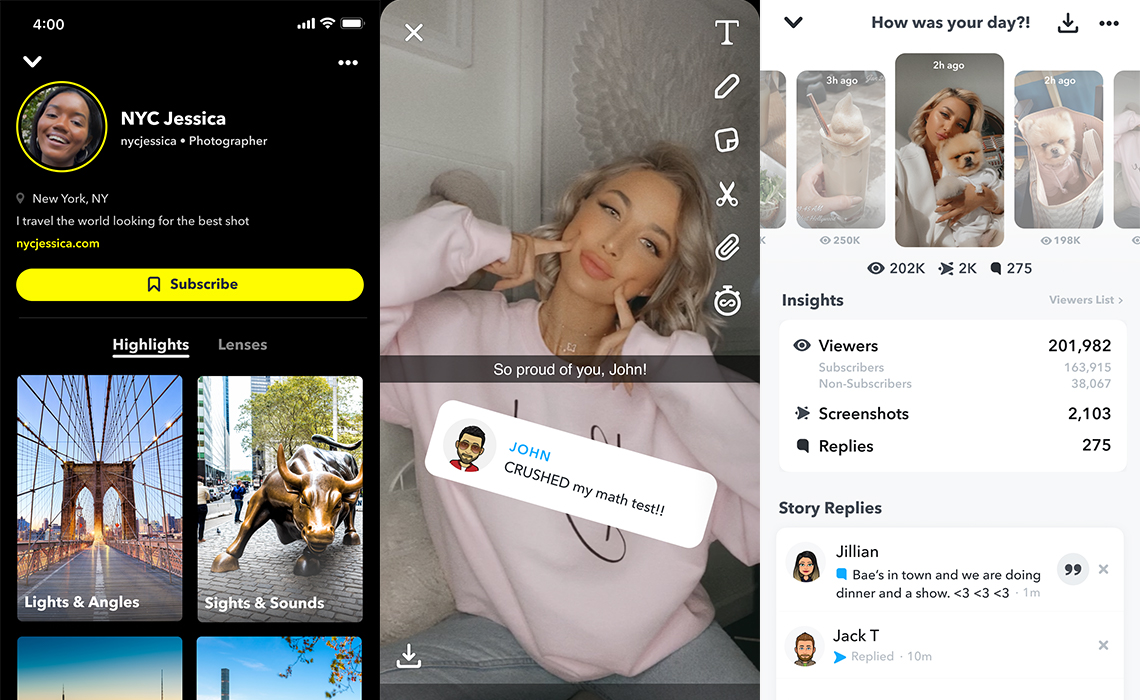 4:00
NYC Jessica
nycjessica • Photographer
New York, NY
I travel the world looking for the best shot
nycjessica.com
Subscribe
Highlights
Lenses
Lights & Angles
Sights & Sounds
T
So proud of you, John!
JOHN
CRUSHED my math test!!
How was your day?!
3h ago
2h ago
2h ago
K
250K
198K
202K
2K
275
Insights
Viewers List >
Viewers 201,982
Subscribers 163,915
Non-Subscribers 38,067
Screenshots 2,103
Replies 275
Story Replies
Jillian
Bae's in town and we are doing
dinner and a show. <3 <3 <3 · 1m
Jack T
Replied · 10m